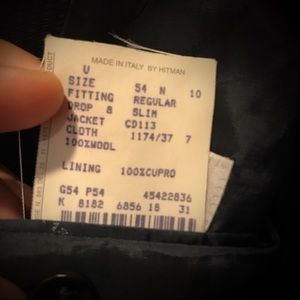 MADE IN ITALY BY HITMAN
U
SIZE 54 N 10
FITTING REGULAR
DROP 8 SLIM
JACKET CD113
CLOTH 1174/37 7
100%WOOL
LINING 100%CUPRO
G54 P54 45422836
K 8182 6856 18 31